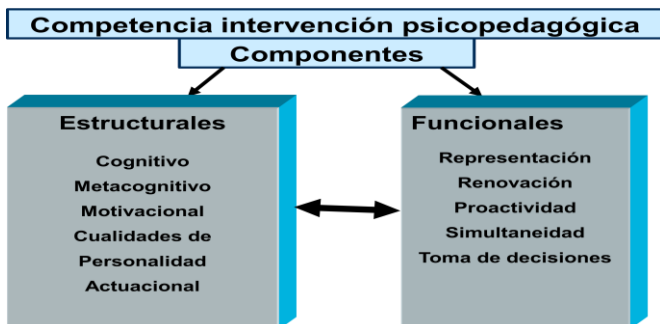 Competencia intervención psicopedagógica
Componentes
Estructurales
Cognitivo
Metacognitivo
Motivacional
Cualidades de
Personalidad
Actuacional
Funcionales
Representación
Renovación
Proactividad
Simultaneidad
Toma de decisiones